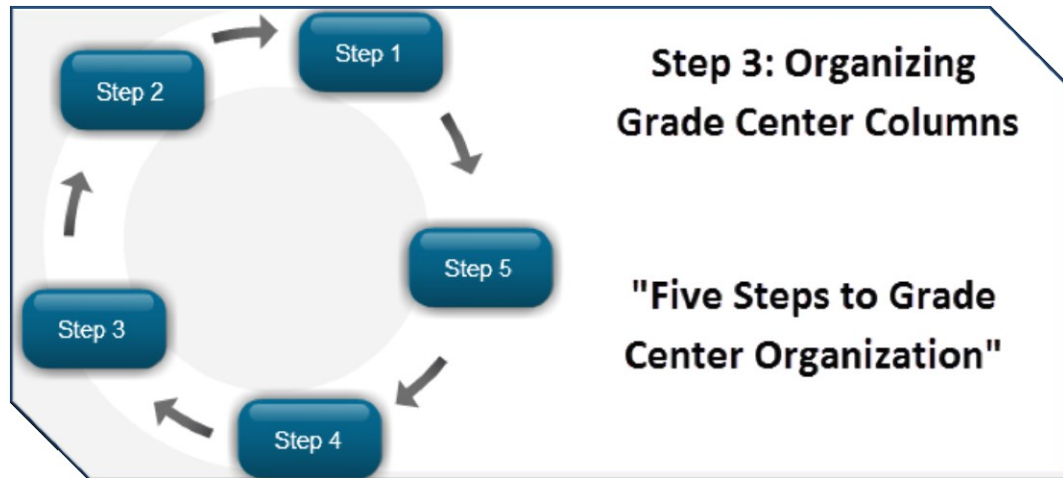 Step 1
Step 2
Step 5
Step 3
Step 4
Step 3: Organizing
Grade Center Columns
"Five Steps to Grade
Center Organization"